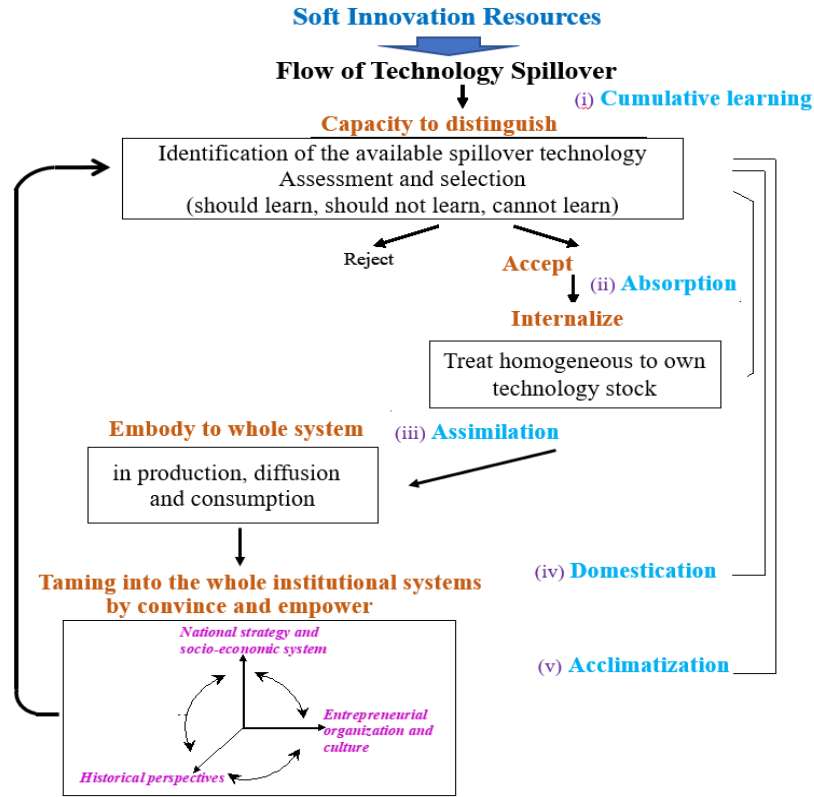 Soft Innovation Resources
Flow of Technology Spillover
(i) Cumulative learning
Capacity to distinguish
Identification of the available spillover technology
Assessment and selection
(should learn, should not learn, cannot learn)
Reject
Accept
(ii) Absorption
Internalize
Treat homogeneous to own
technology stock
Embody to whole system
(iii) Assimilation
in production, diffusion
and consumption
(iv) Domestication
Taming into the whole institutional systems
by convince and empower
National strategy and
socio-economic system
(v) Acclimatization
Entrepreneurial
organization and
culture
Historical perspectives